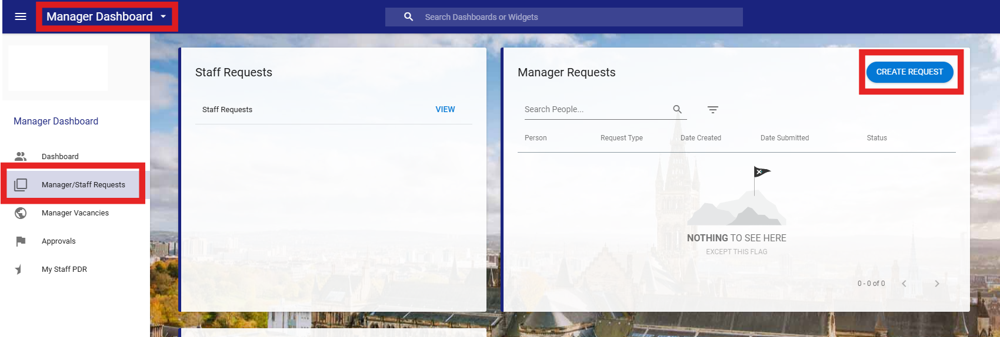 Manager Dashboard
Search Dashboards or Widgets
Manager Dashboard
Dashboard
Manager/Staff Requests
Manager Vacancies
Approvals
My Staff PDR
Staff Requests
Staff Requests VIEW
Manager Requests
CREATE REQUEST
Search People...
Person Request Type Date Created Date Submitted Status
NOTHING TO SEE HERE
EXCEPT THIS FLAG
0 - 0 of 0